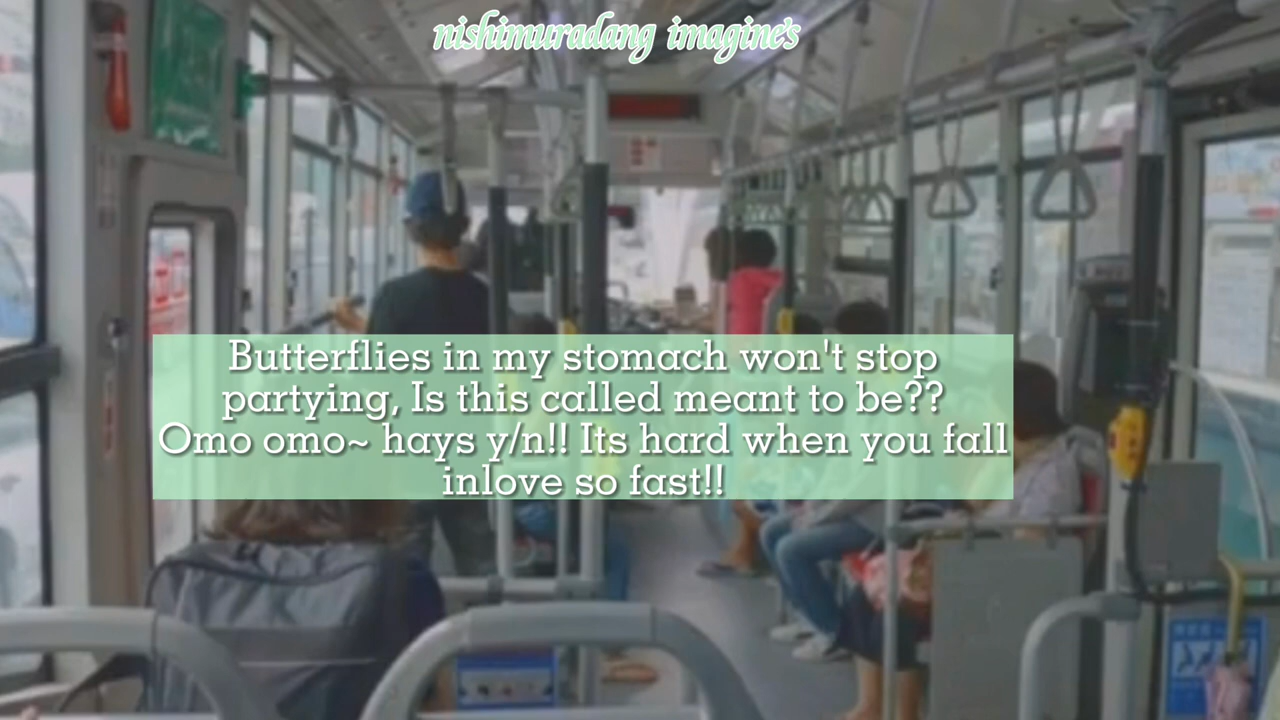 nishimuradang imagine's
Butterflies in my stomach won't stop
partying, Is this called meant to be??
Omo omo~ hays y/n!! Its hard when you fall
inlove so fast!!